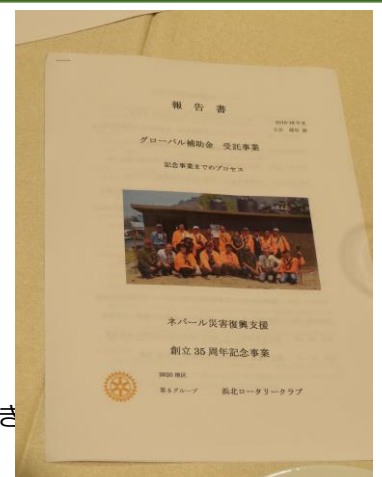 報 告 書
グローバル補助金 受託事業
記念事業までのプロセス
ネパール災害復興支援
創立 35 周年記念事業
地区
第5グループ 浜北ロータリークラブ
き